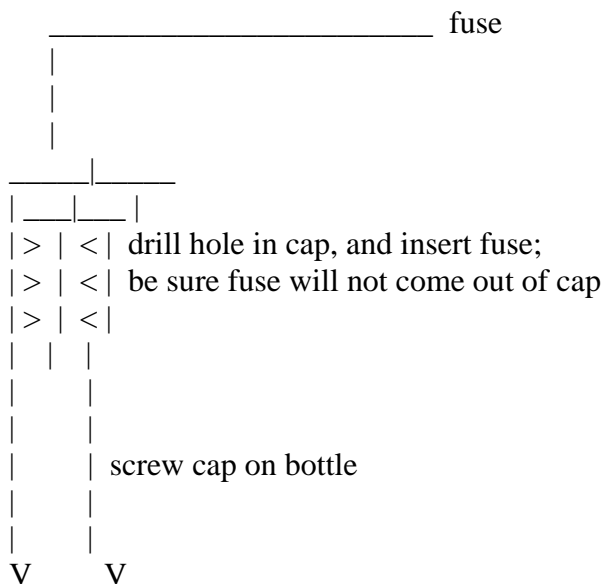 fuse
drill hole in cap, and insert fuse;
be sure fuse will not come out of cap
screw cap on bottle
V V